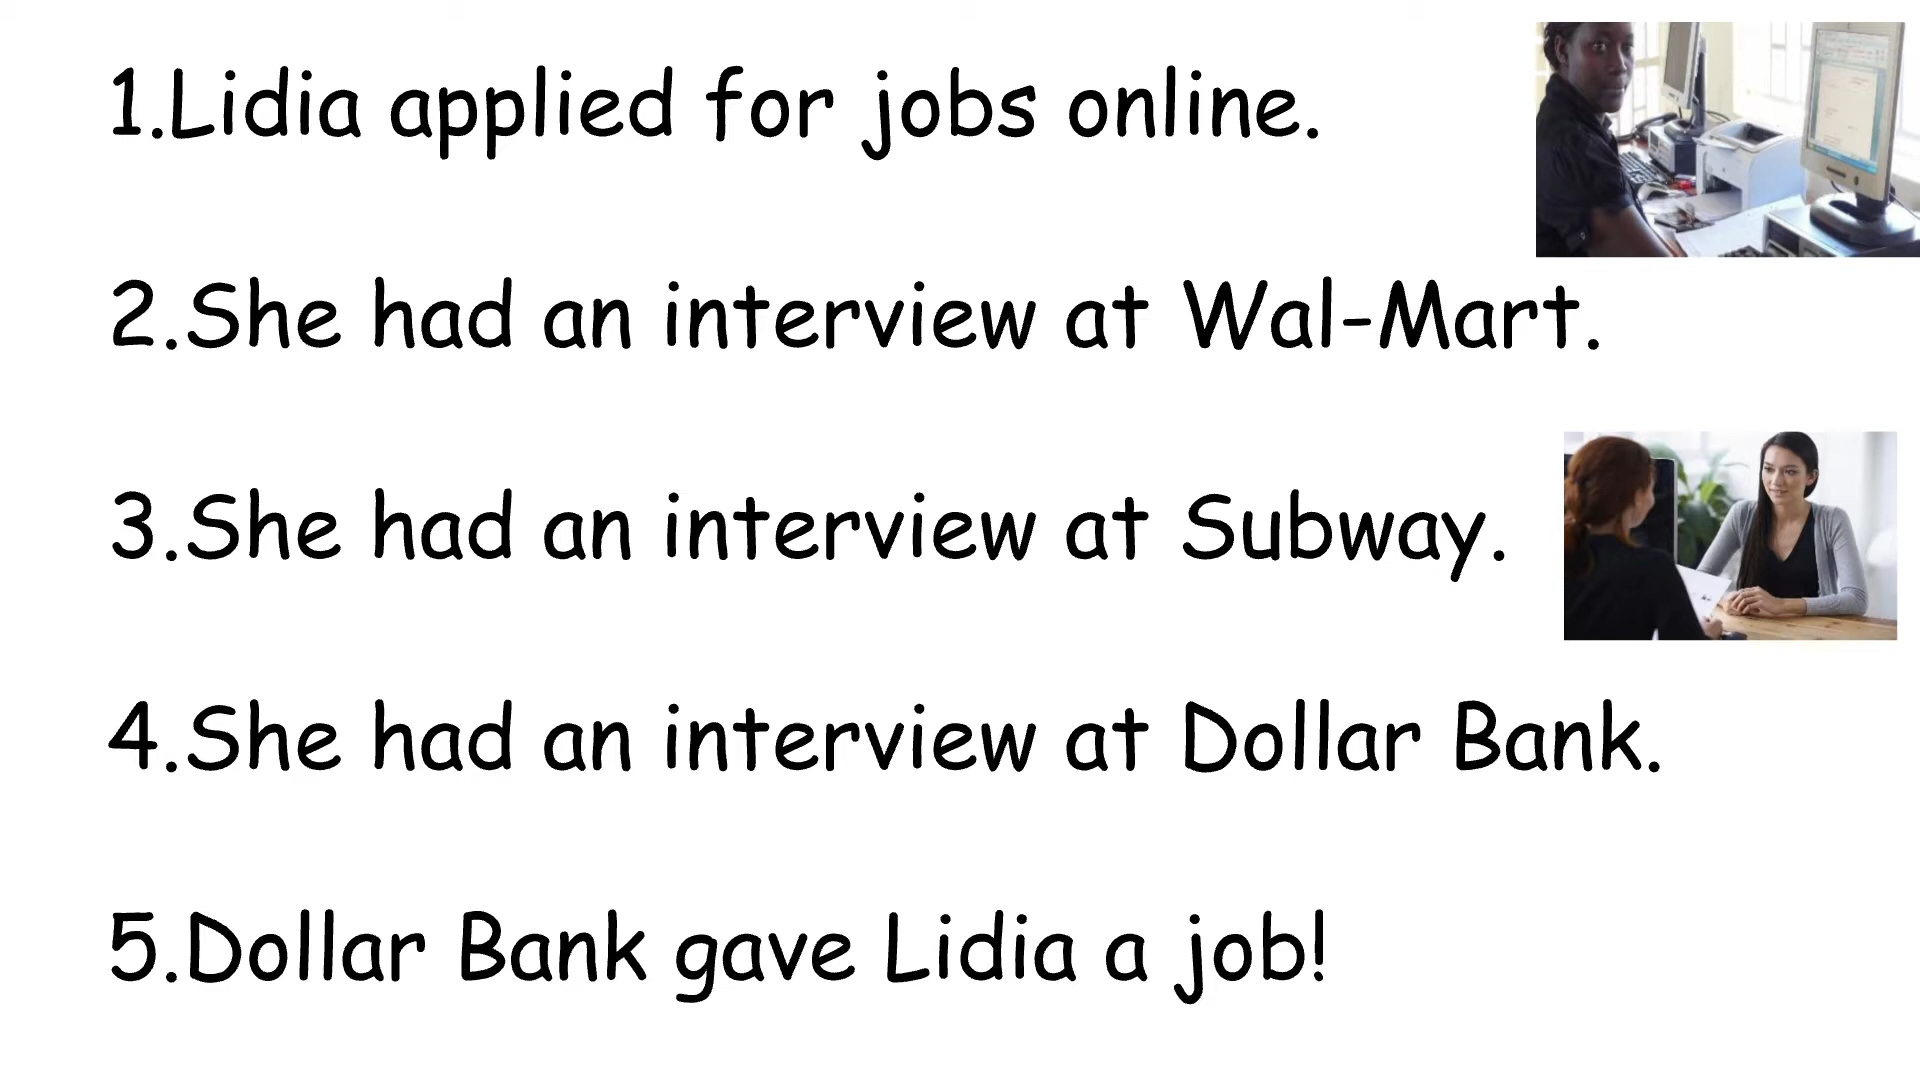 1.Lidia applied for jobs online.
2.She had an interview at Wal-Mart.
3.She had an interview at Subway.
4.She had an interview at Dollar Bank.
5.Dollar Bank gave Lidia a job!